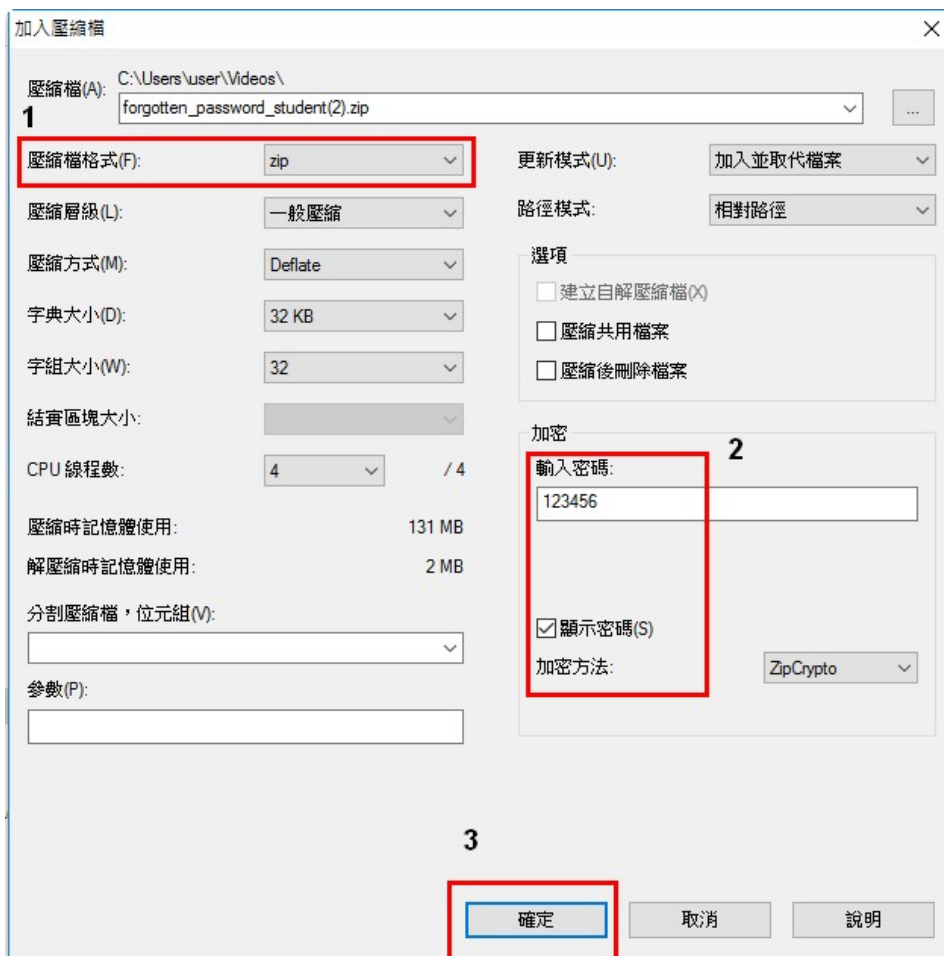 加入壓縮檔
壓縮檔(A): C:\Users\user\Videos\
forgotten_password_student(2).zip ...
1
壓縮檔格式(F): zip
更新模式(U): 加入並取代檔案
壓縮層級(L): 一般壓縮
路徑模式: 相對路徑
壓縮方式(M): Deflate
選項
建立自解壓縮檔(X)
字典大小(D): 32 KB
壓縮共用檔案
字組大小(W): 32
壓縮後刪除檔案
結實區塊大小:
加密
2
CPU 線程數: 4 / 4
輸入密碼:
123456
壓縮時記憶體使用: 131 MB
解壓縮時記憶體使用: 2 MB
分割壓縮檔，位元組(V):
顯示密碼(S)
加密方法: ZipCrypto
參數(P):
3
確定 取消 說明